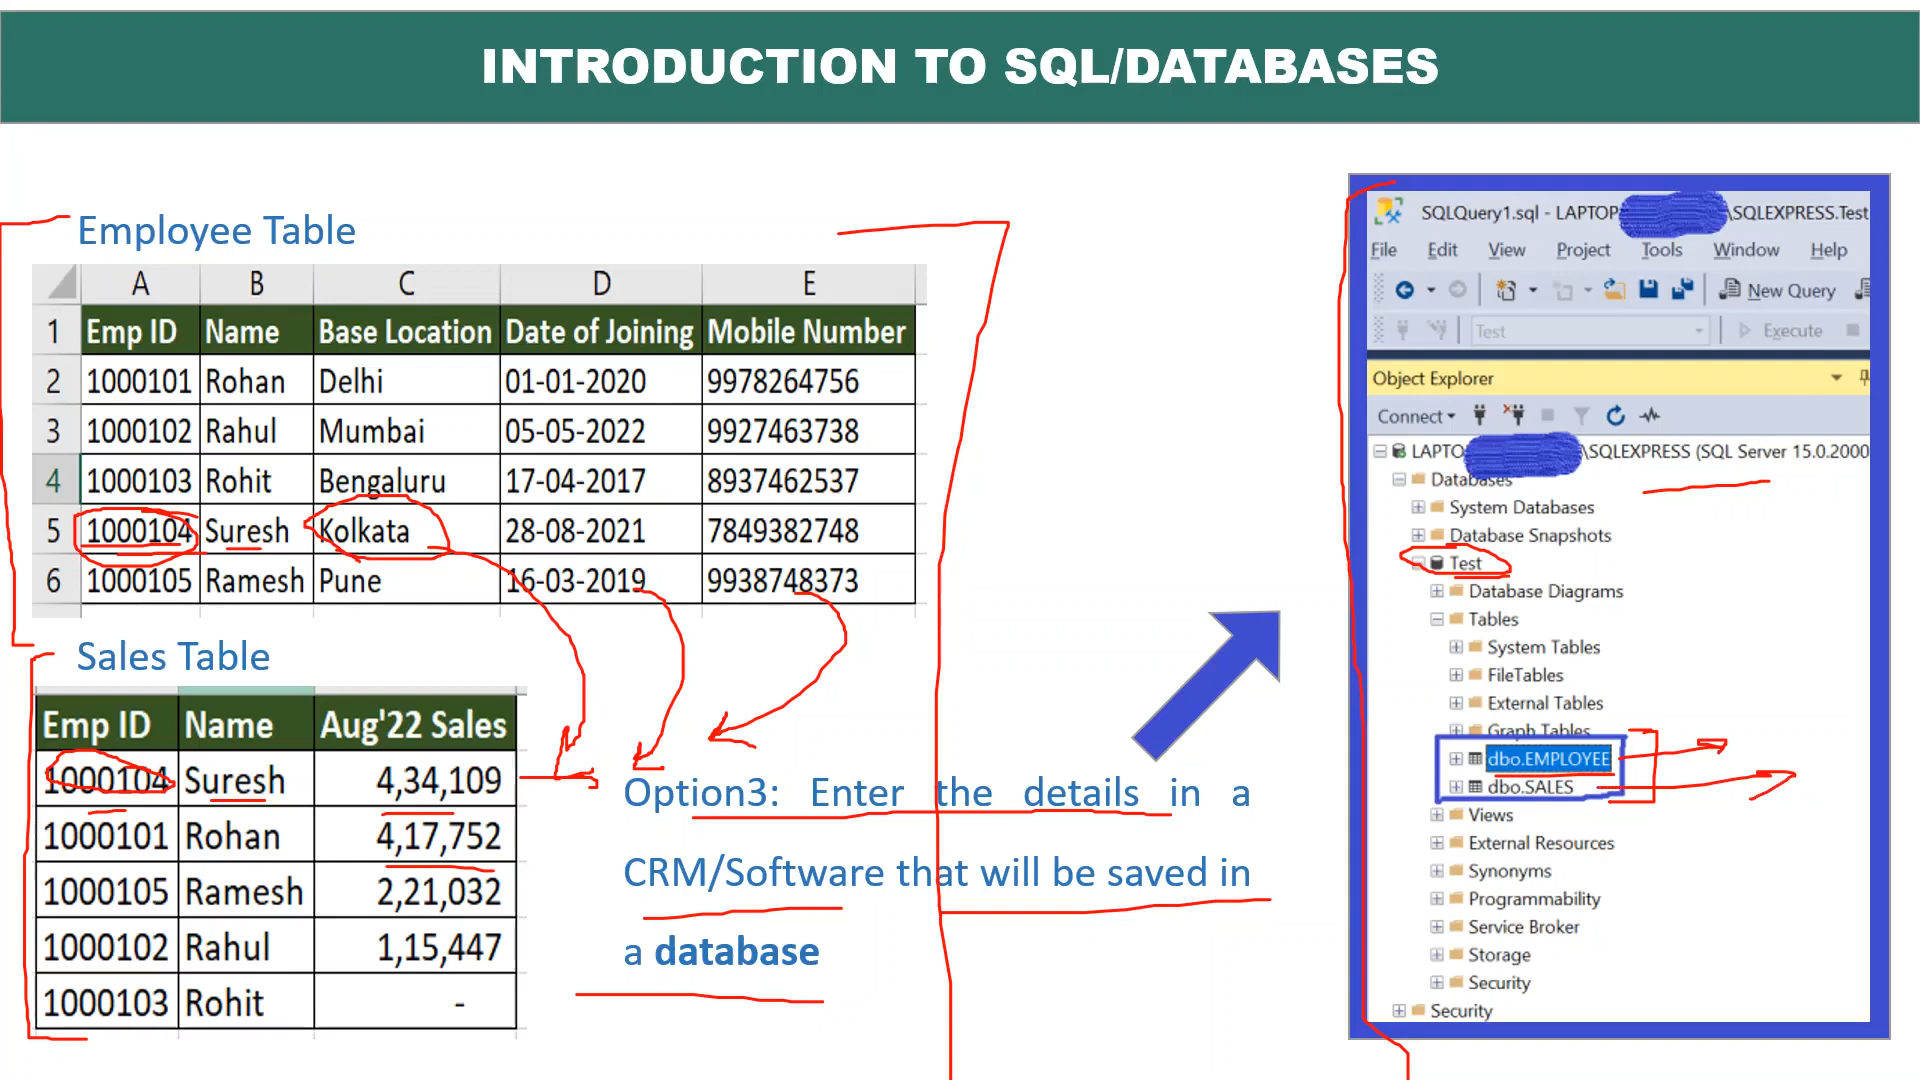 INTRODUCTION TO SQL/DATABASES
Employee Table
A B C D E
1 Emp ID Name Base Location Date of Joining Mobile Number
2 1000101 Rohan Delhi 01-01-2020 9978264756
3 1000102 Rahul Mumbai 05-05-2022 9927463738
4 1000103 Rohit Bengaluru 17-04-2017 8937462537
5 1000104 Suresh Kolkata 28-08-2021 7849382748
6 1000105 Ramesh Pune 16-03-2019 9938748373
Sales Table
Emp ID Name Aug'22 Sales
1000104 Suresh 4,34,109
1000101 Rohan 4,17,752
1000105 Ramesh 2,21,032
1000102 Rahul 1,15,447
1000103 Rohit -
Option3: Enter the details in a
CRM/Software that will be saved in
a database
SQLQuery1.sql - LAPTOP \SQLEXPRESS.Test
File Edit View Project Tools Window Help
New Query
Test Execute
Object Explorer
Connect
LAPTO \SQLEXPRESS (SQL Server 15.0.2000
Databases
System Databases
Database Snapshots
Test
Database Diagrams
Tables
System Tables
FileTables
External Tables
Graph Tables
dbo.EMPLOYEE
dbo.SALES
Views
External Resources
Synonyms
Programmability
Service Broker
Storage
Security
Security